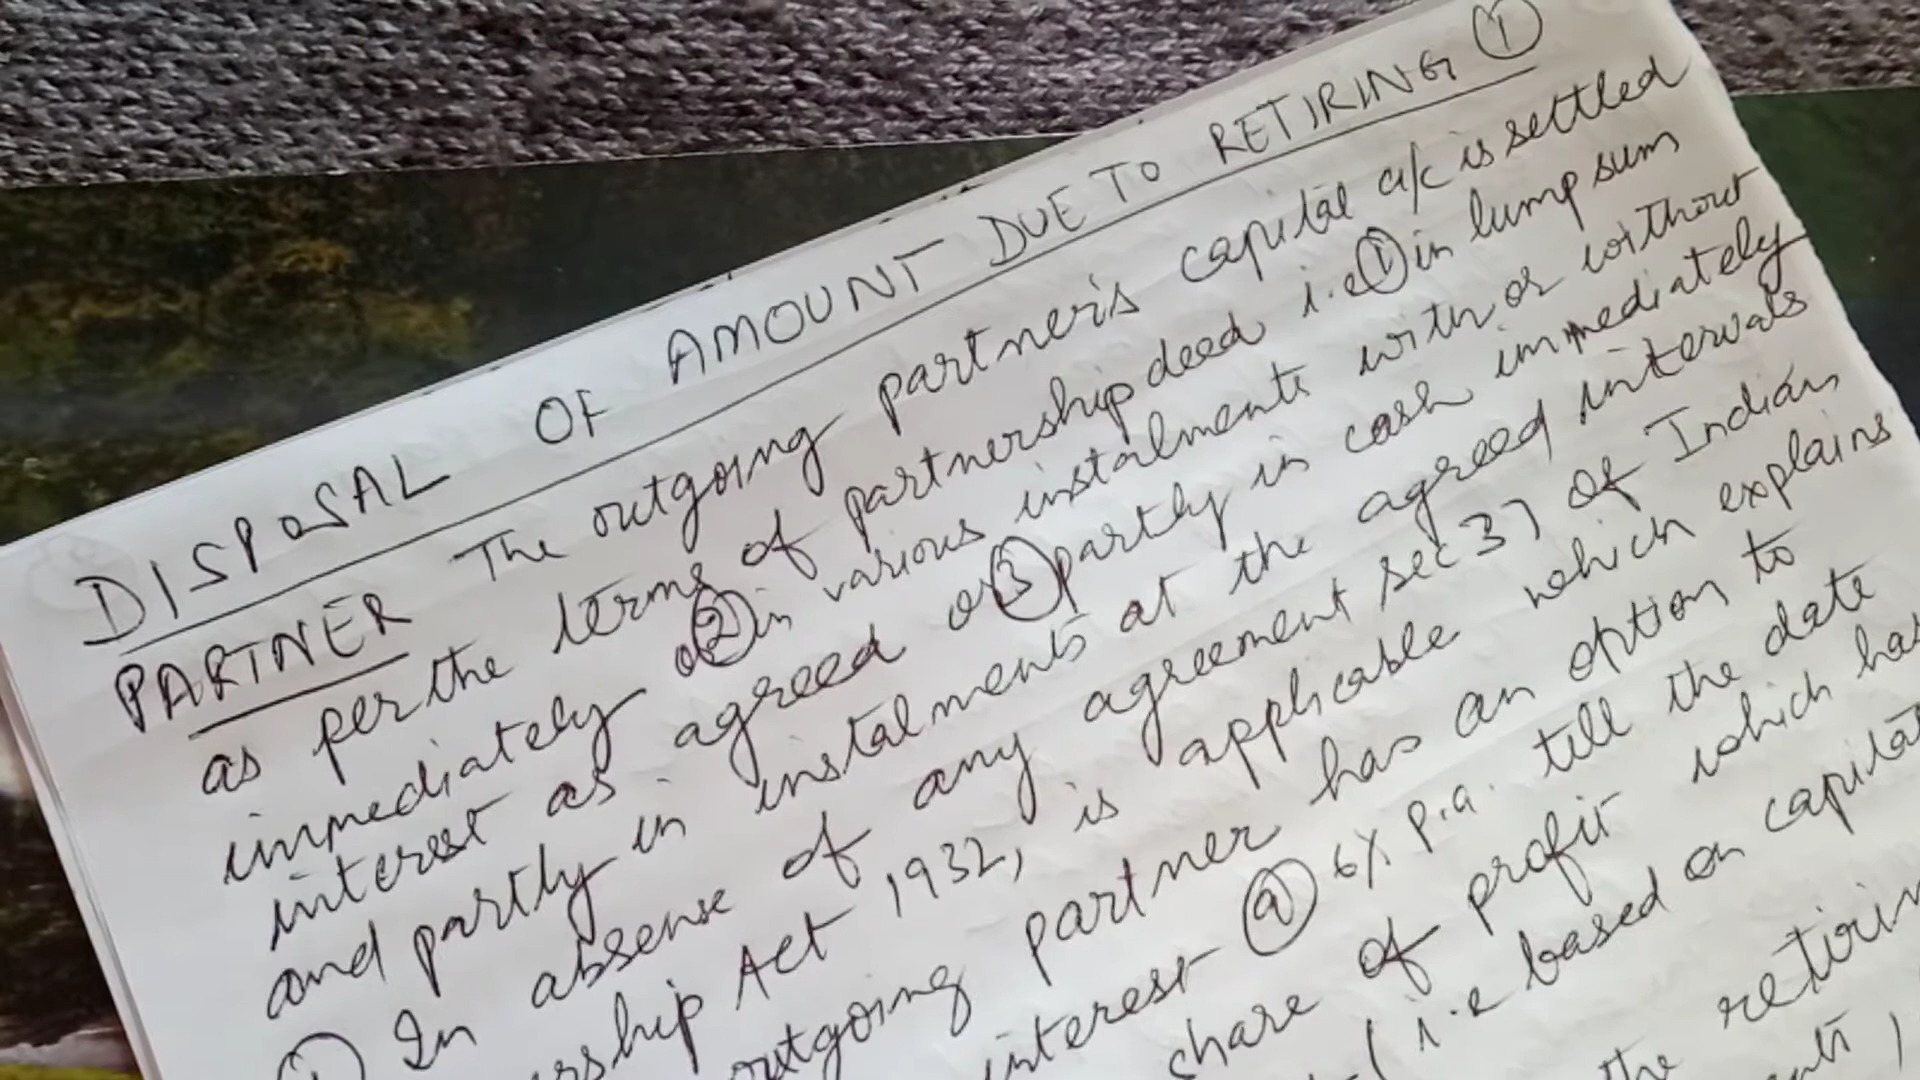 DISPOSAL OF AMOUNT DUE TO RETIRING ①
PARTNER The outgoing partner's capital a/c is settled
as per the terms of partnership deed i.e ① in lump sum
immediately or ② in various instalments with or without
interest as agreed or ③ partly in cash immediately
and partly in instalments at the agreed intervals
① In absense of any agreement sec 37 of Indian
ership Act 1932, is applicable which explains
outgoing partner has an option to
interest @ 6% p.a. till the date
share of profit which has
(i.e based on capital
the retirin